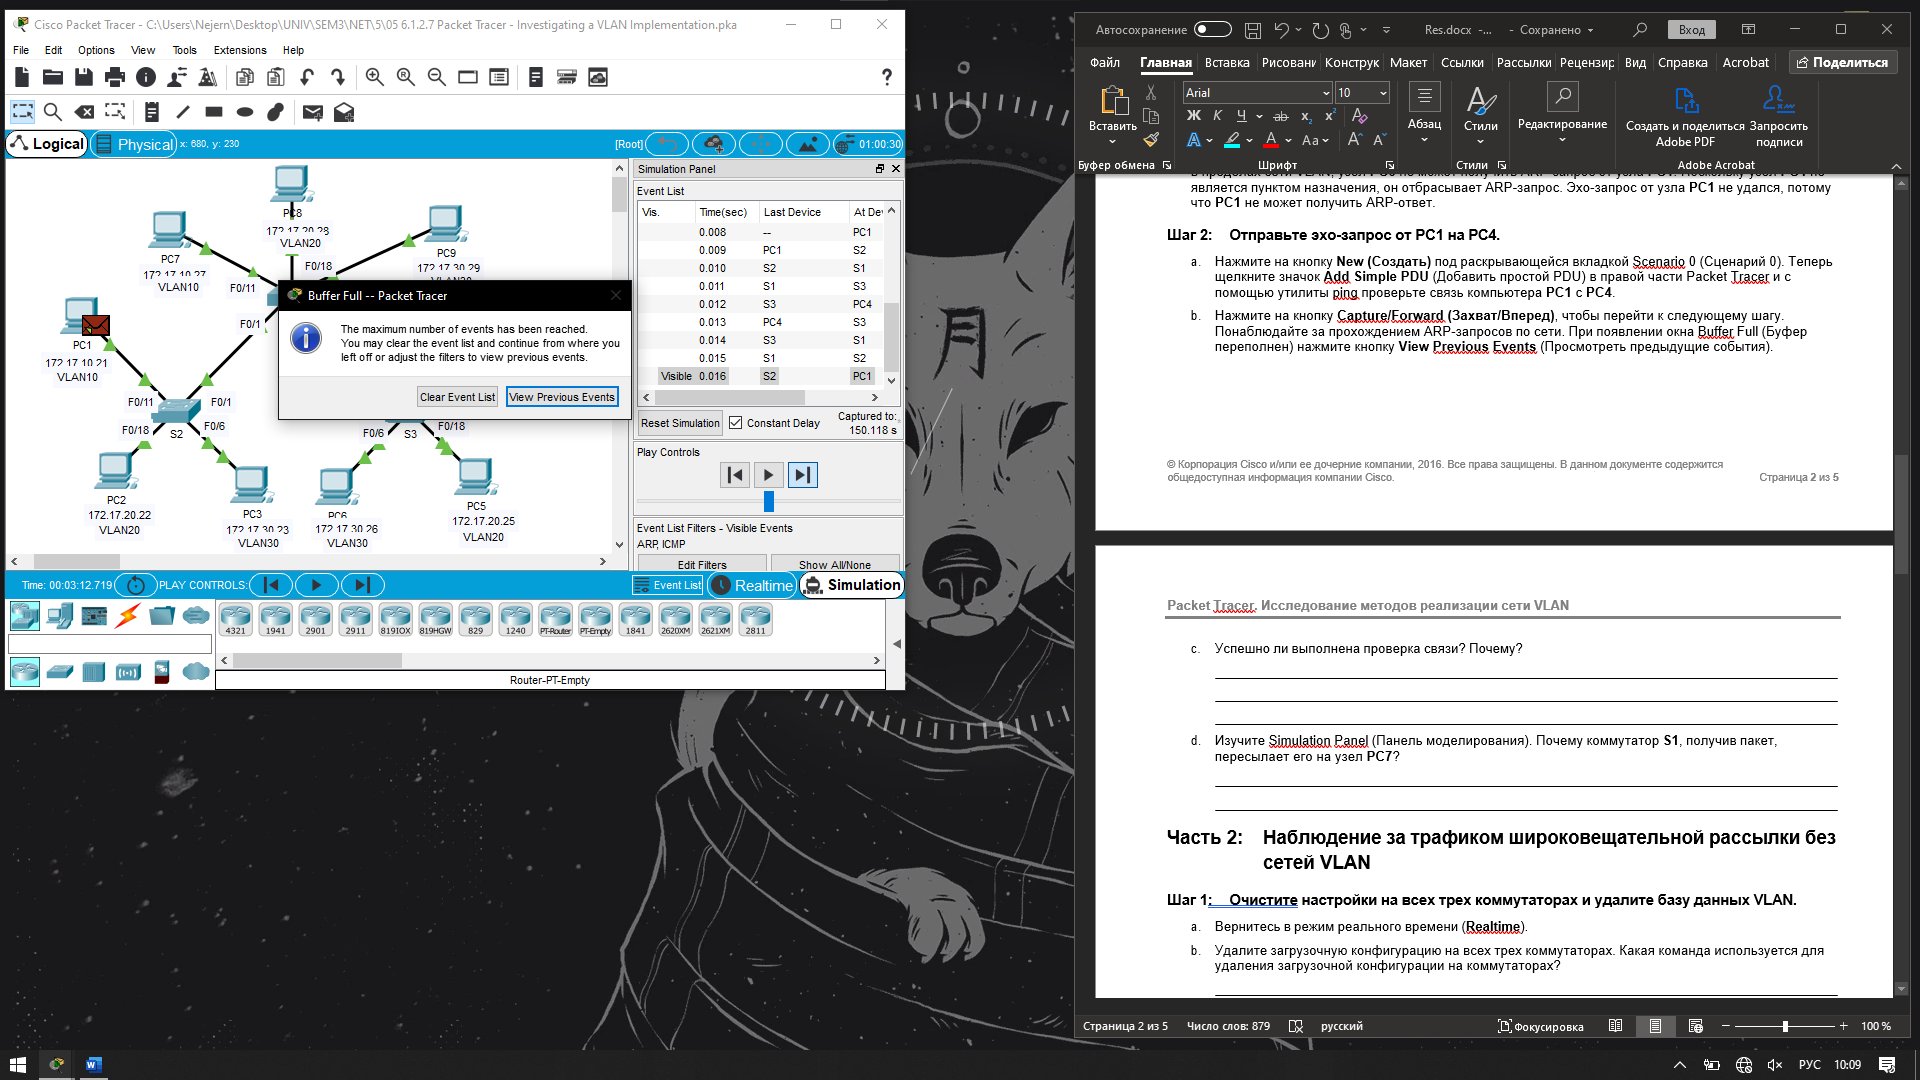 Cisco Packet Tracer - C:\Users\Nejern\Desktop\UNIV\SEM3\NET\5\05 6.1.2.7 Packet Tracer - Investigating a VLAN Implementation.pka
File Edit Options View Tools Extensions Help
Logical
Physical
x: 680, y: 230
[Root]
01:00:30
PC8
172.17.20.28
VLAN20
PC7
172.17.10.27
VLAN10
F0/11
F0/18
PC9
172.17.30.29
F0/1
PC1
172.17.10.21
VLAN10
F0/11
F0/1
F0/18
S2
F0/6
F0/6
S3
F0/18
PC2
172.17.20.22
VLAN20
PC3
172.17.30.23
VLAN30
PC6
172.17.30.26
VLAN30
PC5
172.17.20.25
VLAN20
Buffer Full -- Packet Tracer
The maximum number of events has been reached.
You may clear the event list and continue from where you
left off or adjust the filters to view previous events.
Clear Event List
View Previous Events
Simulation Panel
Event List
Vis. Time(sec) Last Device At Dev
0.008 -- PC1
0.009 PC1 S2
0.010 S2 S1
0.011 S1 S3
0.012 S3 PC4
0.013 PC4 S3
0.014 S3 S1
0.015 S1 S2
Visible 0.016 S2 PC1
Reset Simulation
Constant Delay
Captured to:
150.118 s
Play Controls
Event List Filters - Visible Events
ARP, ICMP
Edit Filters
Show All/None
Time: 00:03:12.719
PLAY CONTROLS:
Event List
Realtime
Simulation
4321 1941 2901 2911 819IOX 819HGW 829 1240 PT-Router PT-Empty 1841 2620XM 2621XM 2811
Router-PT-Empty
Автосохранение
Res.docx -...
- Сохранено
Вход
Файл Главная Вставка Рисовани Конструк Макет Ссылки Рассылки Рецензир Вид Справка Acrobat
Поделиться
Вставить
Буфер обмена
Arial
10
Ж К Ч
Шрифт
Абзац
Стили
Стили
Редактирование
Создать и поделиться
Adobe PDF
Запросить
подписи
Adobe Acrobat
является пунктом назначения, он отбрасывает ARP-запрос. Эхо-запрос от узла PC1 не удался, потому
что PC1 не может получить ARP-ответ.
Шаг 2: Отправьте эхо-запрос от PC1 на PC4.
a. Нажмите на кнопку New (Создать) под раскрывающейся вкладкой Scenario 0 (Сценарий 0). Теперь
щелкните значок Add Simple PDU (Добавить простой PDU) в правой части Packet Tracer и с
помощью утилиты ping проверьте связь компьютера PC1 с PC4.
b. Нажмите на кнопку Capture/Forward (Захват/Вперед), чтобы перейти к следующему шагу.
Понаблюдайте за прохождением ARP-запросов по сети. При появлении окна Buffer Full (Буфер
переполнен) нажмите кнопку View Previous Events (Просмотреть предыдущие события).
© Корпорация Cisco и/или ее дочерние компании, 2016. Все права защищены. В данном документе содержится
общедоступная информация компании Cisco.
Страница 2 из 5
Packet Tracer. Исследование методов реализации сети VLAN
c. Успешно ли выполнена проверка связи? Почему?
d. Изучите Simulation Panel (Панель моделирования). Почему коммутатор S1, получив пакет,
пересылает его на узел PC7?
Часть 2: Наблюдение за трафиком широковещательной рассылки без
сетей VLAN
Шаг 1: Очистите настройки на всех трех коммутаторах и удалите базу данных VLAN.
a. Вернитесь в режим реального времени (Realtime).
b. Удалите загрузочную конфигурацию на всех трех коммутаторах. Какая команда используется для
удаления загрузочной конфигурации на коммутаторах?
Страница 2 из 5
Число слов: 879
русский
Фокусировка
100 %
РУС
10:09